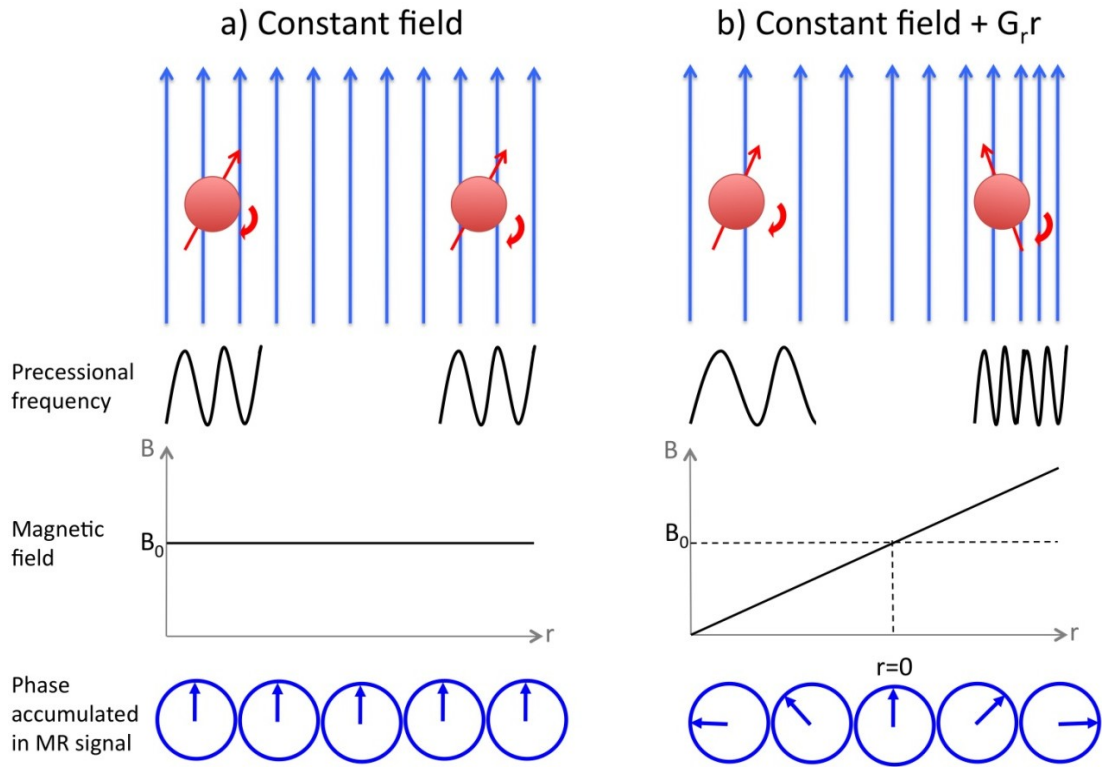 a) Constant field
b) Constant field + Gᵣr
Precessional
frequency
B
B
Magnetic
field
B₀
B₀
r
r
Phase
accumulated
in MR signal
r=0